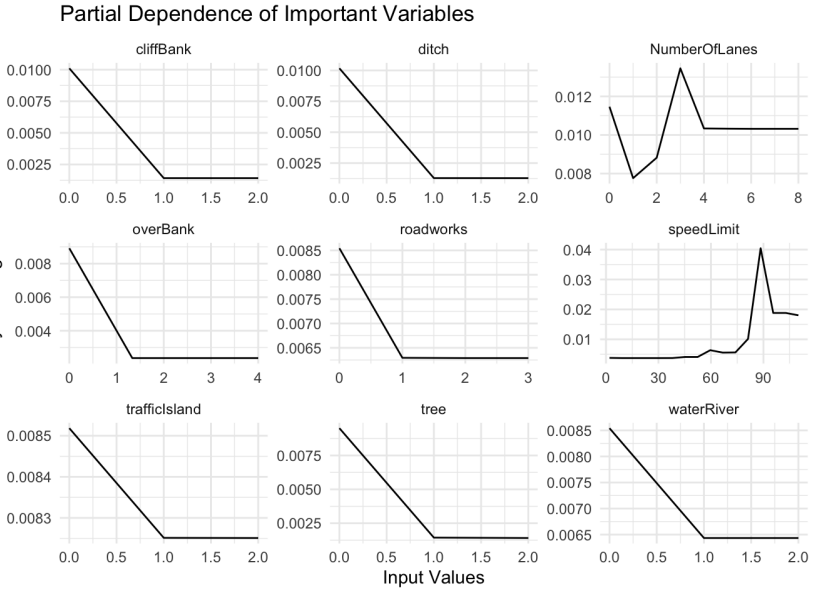 Partial Dependence of Important Variables
cliffBank
ditch
NumberOfLanes
0.0100
0.0075
0.0050
0.0025
0.0 0.5 1.0 1.5 2.0
0.0100
0.0075
0.0050
0.0025
0.0 0.5 1.0 1.5 2.0
0.012
0.010
0.008
0 2 4 6 8
overBank
roadworks
speedLimit
0.008
0.006
0.004
0 1 2 3 4
0.0085
0.0080
0.0075
0.0070
0.0065
0 1 2 3
0.04
0.03
0.02
0.01
0 30 60 90
trafficIsland
tree
waterRiver
0.0085
0.0084
0.0083
0.0 0.5 1.0 1.5 2.0
0.0075
0.0050
0.0025
0.0 0.5 1.0 1.5 2.0
0.0085
0.0080
0.0075
0.0070
0.0065
0.0 0.5 1.0 1.5 2.0
Input Values